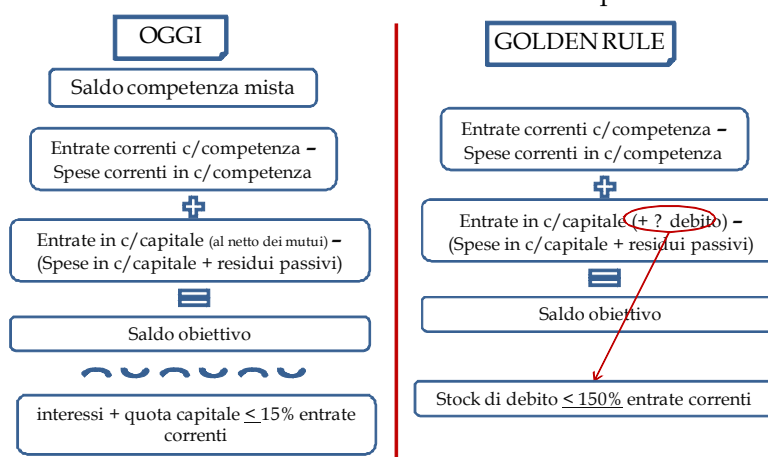 OGGI
Saldo competenza mista
Entrate correnti c/competenza –
Spese correnti in c/competenza
Entrate in c/capitale (al netto dei mutui) –
(Spese in c/capitale + residui passivi)
Saldo obiettivo
interessi + quota capitale < 15% entrate
correnti
GOLDEN RULE
Entrate correnti c/competenza –
Spese correnti in c/competenza
Entrate in c/capitale (+ ? debito) –
(Spese in c/capitale + residui passivi)
Saldo obiettivo
Stock di debito < 150% entrate correnti